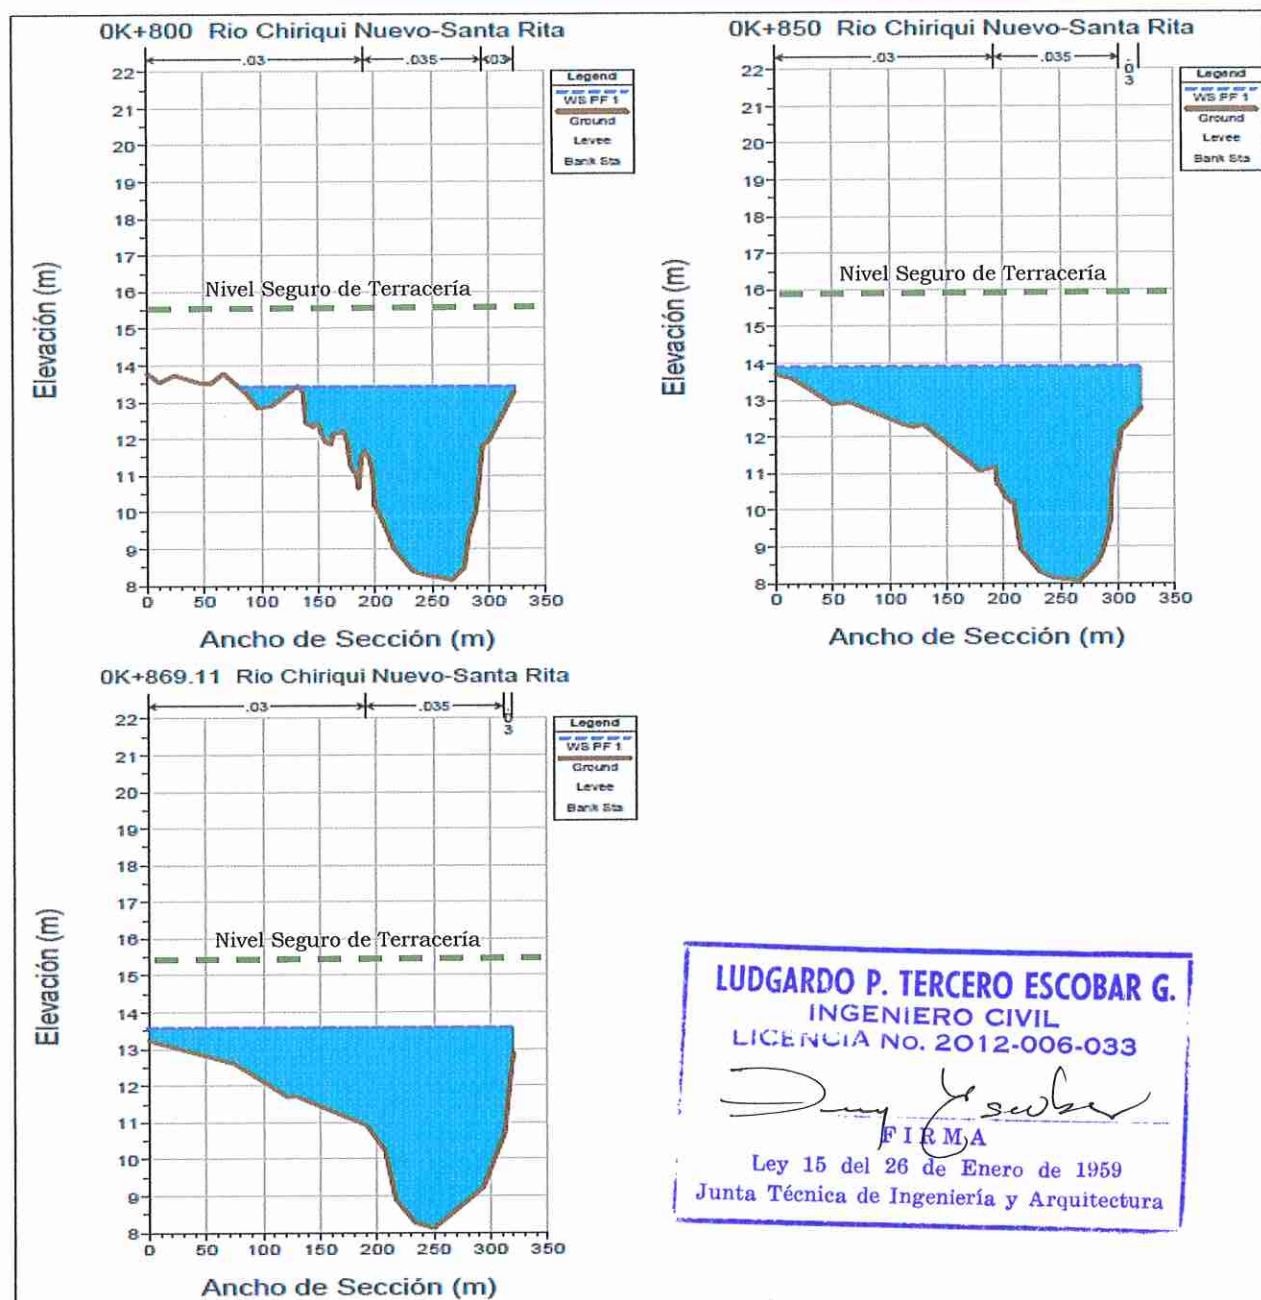 0K+800 Rio Chiriqui Nuevo-Santa Rita
.03 .035 .03
Legend
WS PF 1
Ground
Levee
Bank Sta
22
21
20
19
18
17
16
15
14
13
12
11
10
9
8
Nivel Seguro de Terracería
Elevación (m)
0 50 100 150 200 250 300 350
Ancho de Sección (m)
0K+850 Rio Chiriqui Nuevo-Santa Rita
.03 .035 .03
Legend
WS PF 1
Ground
Levee
Bank Sta
22
21
20
19
18
17
16
15
14
13
12
11
10
9
8
Nivel Seguro de Terracería
Elevación (m)
0 50 100 150 200 250 300 350
Ancho de Sección (m)
0K+869.11 Rio Chiriqui Nuevo-Santa Rita
.03 .035 .03
Legend
WS PF 1
Ground
Levee
Bank Sta
22
21
20
19
18
17
16
15
14
13
12
11
10
9
8
Nivel Seguro de Terracería
Elevación (m)
0 50 100 150 200 250 300 350
Ancho de Sección (m)
LUDGARDO P. TERCERO ESCOBAR G.
INGENIERO CIVIL
LICENCIA No. 2012-006-033
FIRMA
Ley 15 del 26 de Enero de 1959
Junta Técnica de Ingeniería y Arquitectura